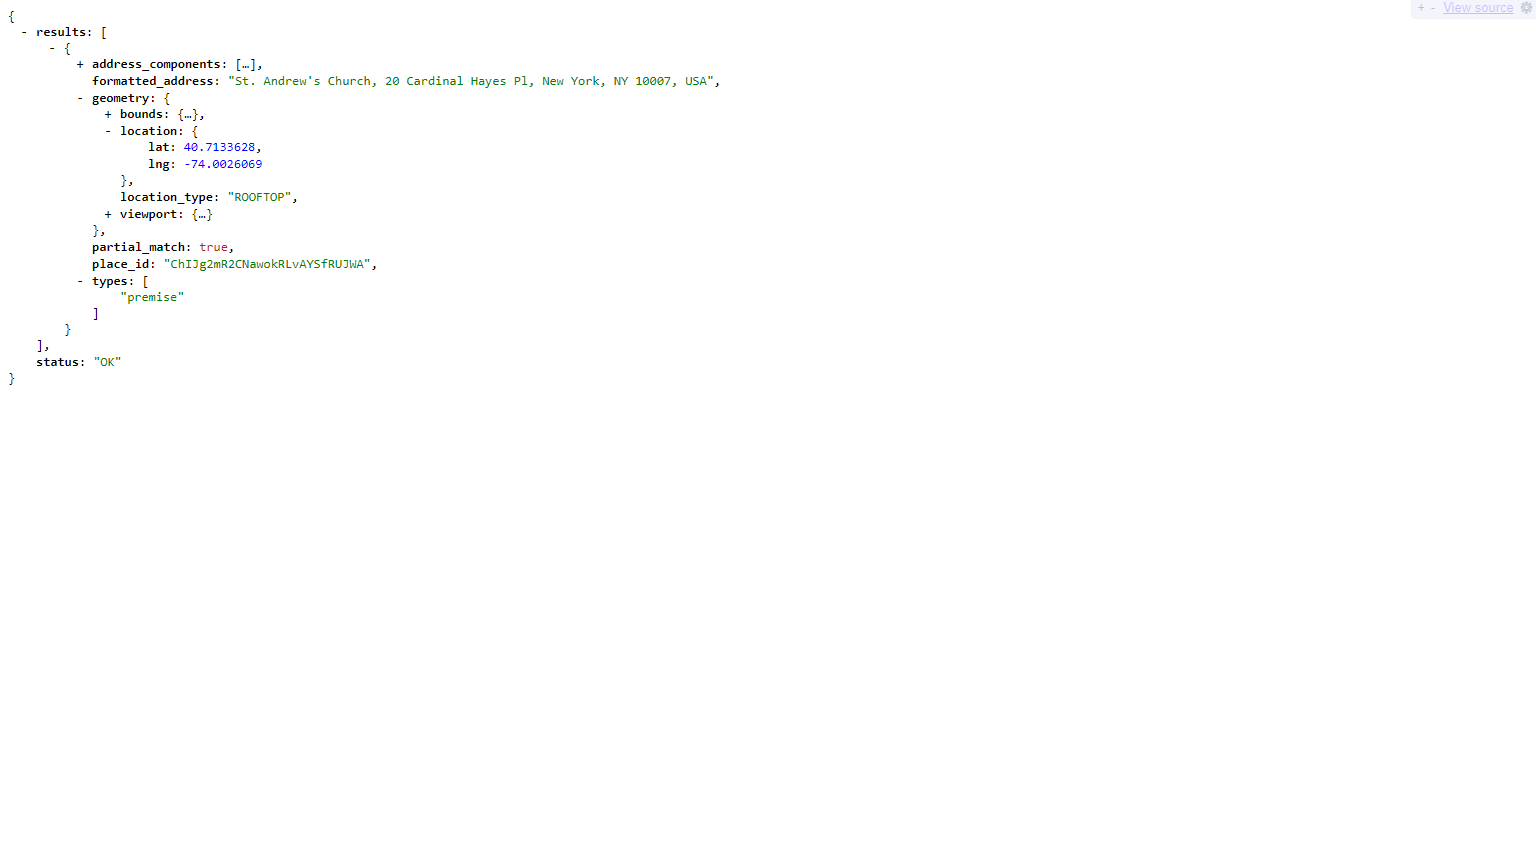 + - View source
{
- results: [
- {
+ address_components: […],
formatted_address: "St. Andrew's Church, 20 Cardinal Hayes Pl, New York, NY 10007, USA",
- geometry: {
+ bounds: {…},
- location: {
lat: 40.7133628,
lng: -74.0026069
},
location_type: "ROOFTOP",
+ viewport: {…}
},
partial_match: true,
place_id: "ChIJg2mR2CNawokRLvAYSfRUJWA",
- types: [
"premise"
]
}
],
status: "OK"
}